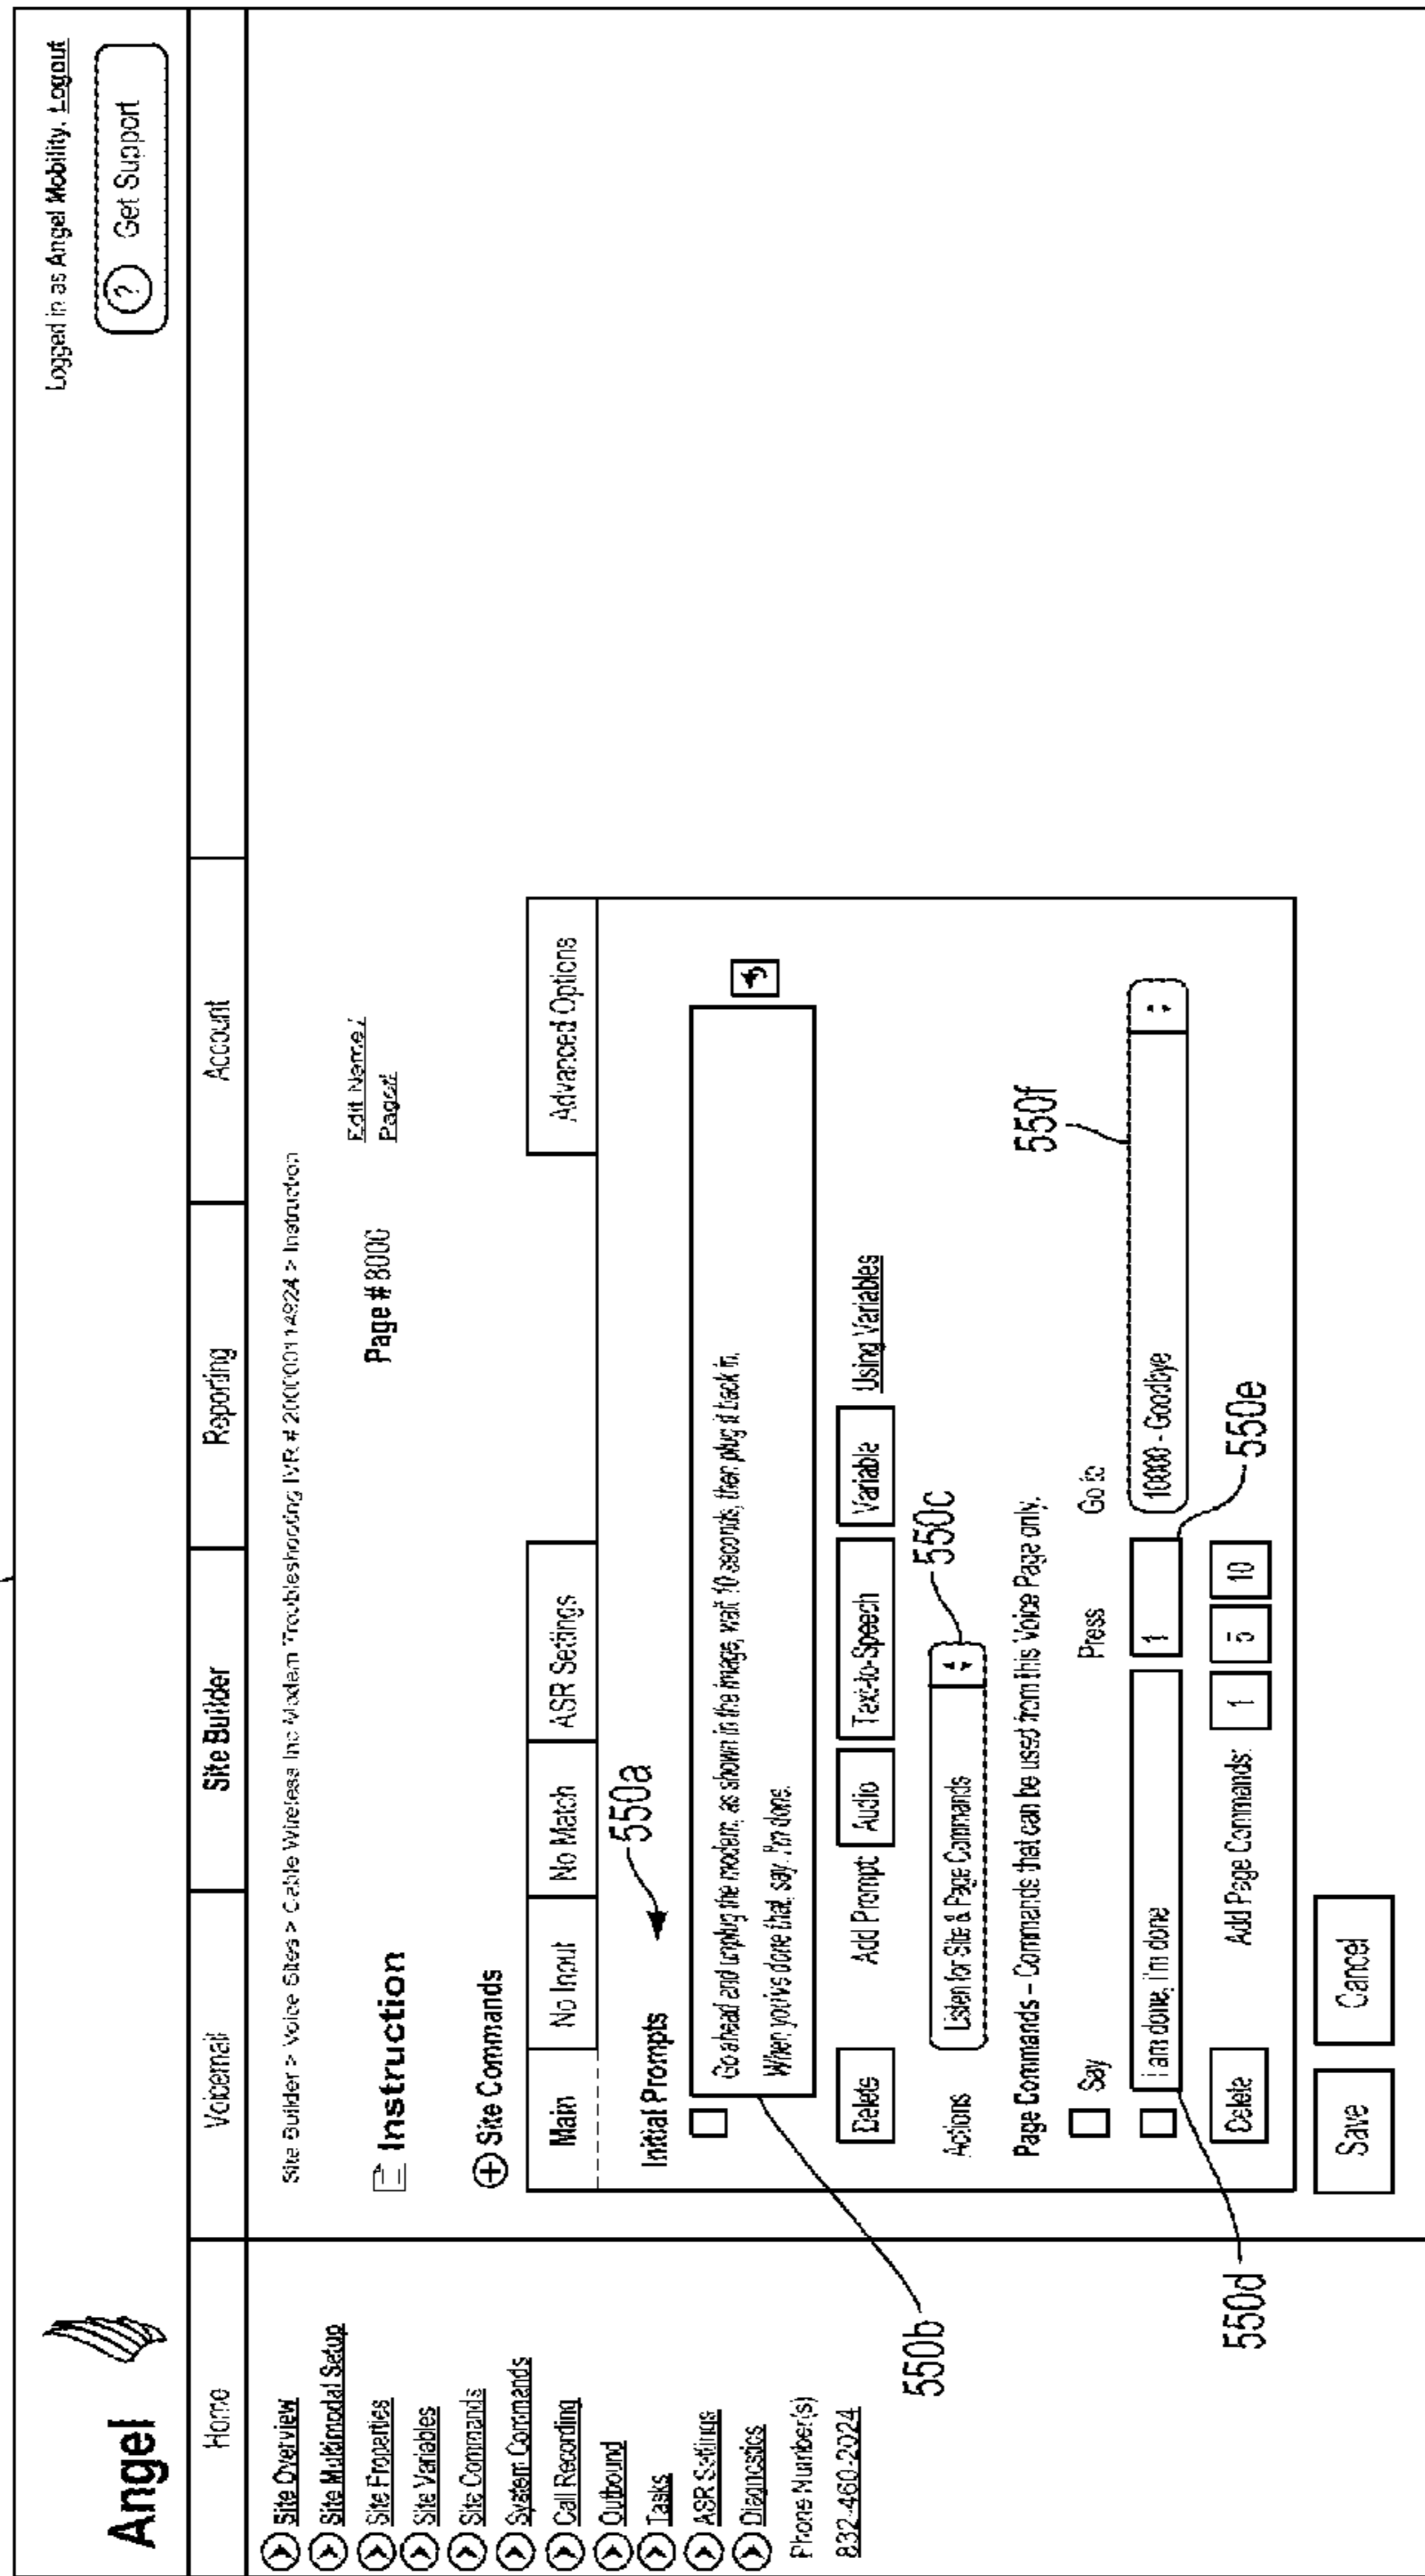 Angel
Logged in as Angel Mobility. Logout
? Get Support
Home
Voicemail
Site Builder
Reporting
Account
Site Overview
Site Multimodal Setup
Site Properties
Site Variables
Site Commands
System Commands
Call Recording
Outbound
Tasks
ASR Settings
Diagnostics
Phone Number(s)
832-460-2024
Site Builder > Voice Sites > Cable Wireless Inc Modem Troubleshooting IVR # 200000114924 > Instruction
Instruction
Page # 8000
Edit Name /
Page#
Site Commands
Main
No Input
No Match
ASR Settings
Advanced Options
Initial Prompts
550a
Go ahead and unplug the modem, as shown in the image, wait 10 seconds, then plug it back in.
When you've done that, say, I'm done.
550b
Delete
Add Prompt:
Audio
Text-to-Speech
Variable
Using Variables
Actions
Listen for Site & Page Commands
550c
Page Commands – Commands that can be used from this Voice Page only.
Say
Press
Go to
550f
i am done, i'm done
1
10000 - Goodbye
550d
550e
Delete
Add Page Commands:
1
5
10
Save
Cancel